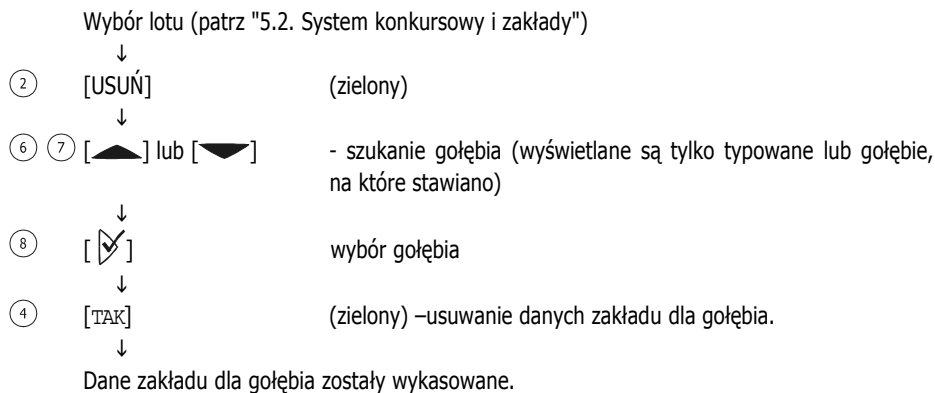 Wybór lotu (patrz "5.2. System konkursowy i zakłady")
↓
2 [USUŃ] (zielony)
↓
6 7 [▲] lub [▼] - szukanie gołębia (wyświetlane są tylko typowane lub gołębie,
na które stawiano)
↓
8 [ ] wybór gołębia
↓
4 [TAK] (zielony) –usuwanie danych zakładu dla gołębia.
↓
Dane zakładu dla gołębia zostały wykasowane.